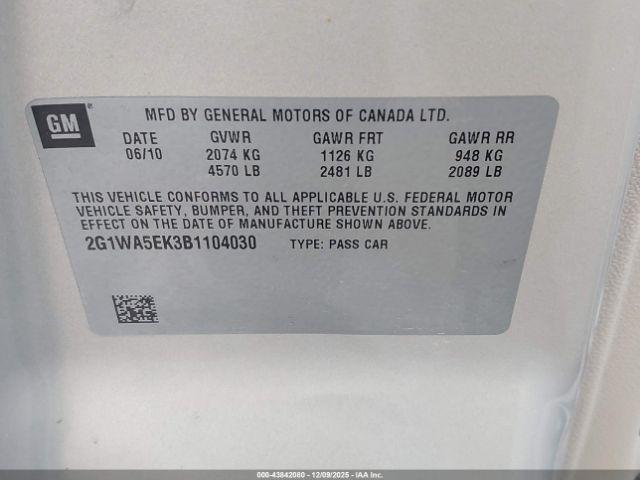 GM
MFD BY GENERAL MOTORS OF CANADA LTD.
DATE GVWR GAWR FRT GAWR RR
06/10 2074 KG 1126 KG 948 KG
4570 LB 2481 LB 2089 LB
THIS VEHICLE CONFORMS TO ALL APPLICABLE U.S. FEDERAL MOTOR
VEHICLE SAFETY, BUMPER, AND THEFT PREVENTION STANDARDS IN
EFFECT ON THE DATE OF MANUFACTURE SHOWN ABOVE.
2G1WA5EK3B1104030 TYPE: PASS CAR
000-43842080 - 12/09/2025 - IAAI.com